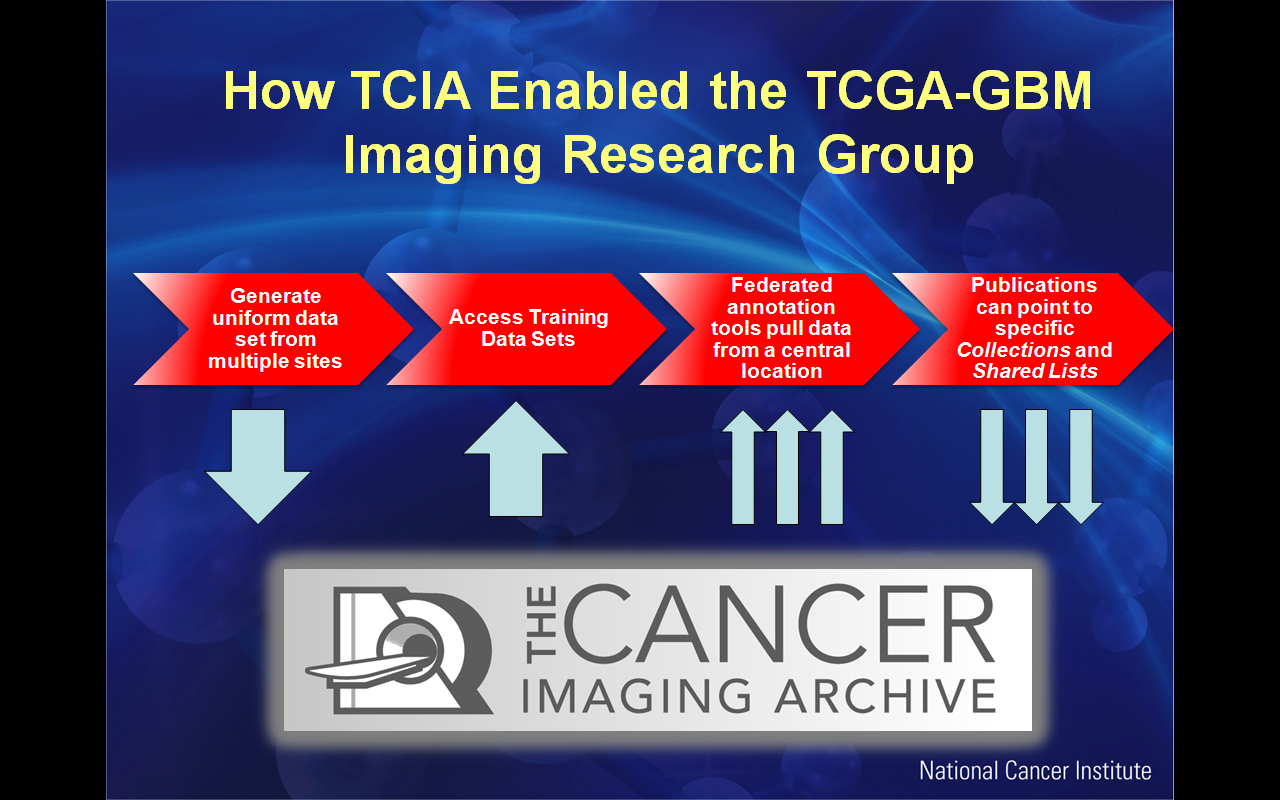 How TCIA Enabled the TCGA-GBM
Imaging Research Group
Generate
uniform data
set from
multiple sites
Access Training
Data Sets
Federated
annotation
tools pull data
from a central
location
Publications
can point to
specific
Collections and
Shared Lists
THE CANCER
IMAGING ARCHIVE
National Cancer Institute